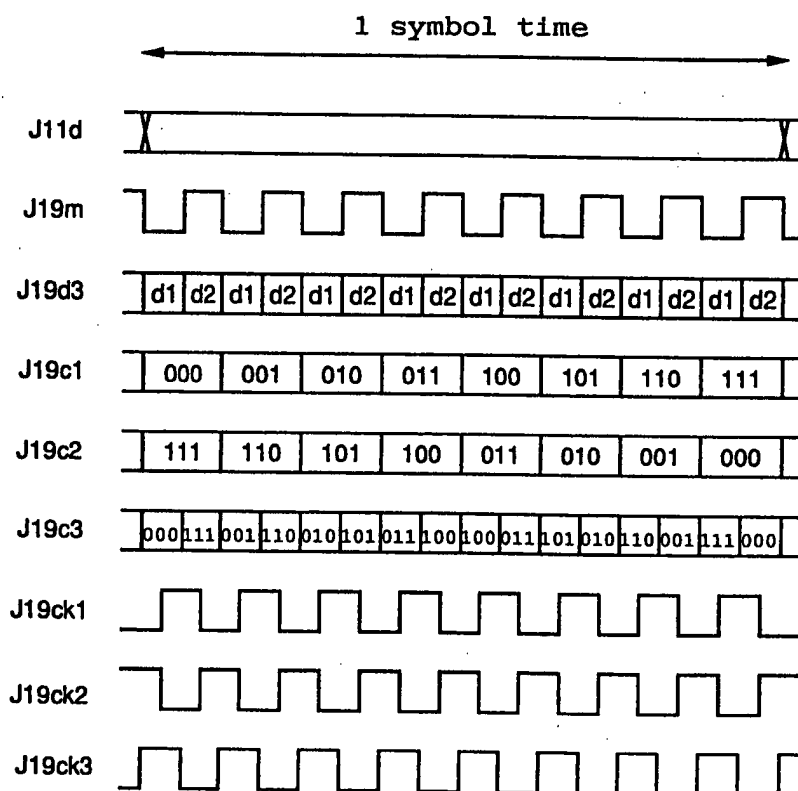 1 symbol time
J11d
J19m
J19d3 d1 d2 d1 d2 d1 d2 d1 d2 d1 d2 d1 d2 d1 d2 d1 d2
J19c1 000 001 010 011 100 101 110 111
J19c2 111 110 101 100 011 010 001 000
J19c3 000 111 001 110 010 101 011 100 100 011 101 010 110 001 111 000
J19ck1
J19ck2
J19ck3